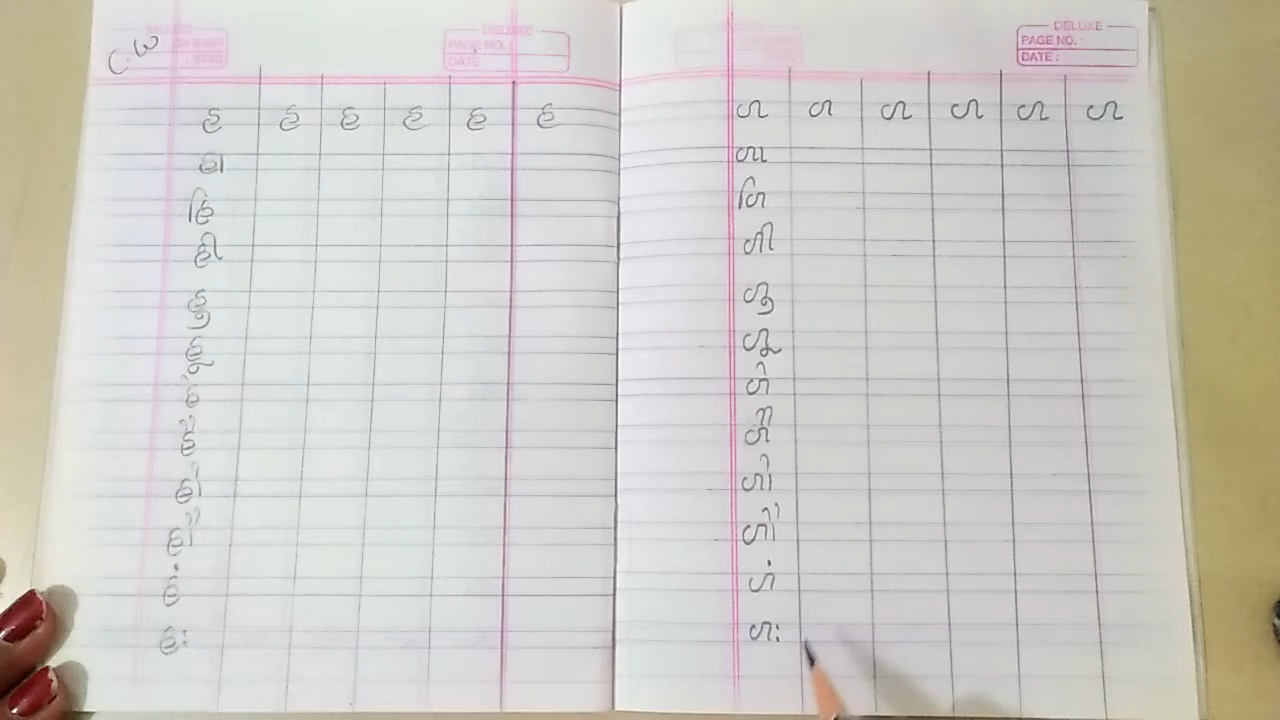 C.W
DELUXE
PAGE NO. :
DATE :
હ હ હ હ હ હ
હા
હિ
હી
હુ
હૂ
હે
હૈ
હો
હૌ
હં
હઃ
DELUXE
PAGE NO. :
DATE :
ળ ળ ળ ળ ળ ળ
ળા
ળિ
ળી
ળુ
ળૂ
ળે
ળૈ
ળો
ળૌ
ળં
ળઃ